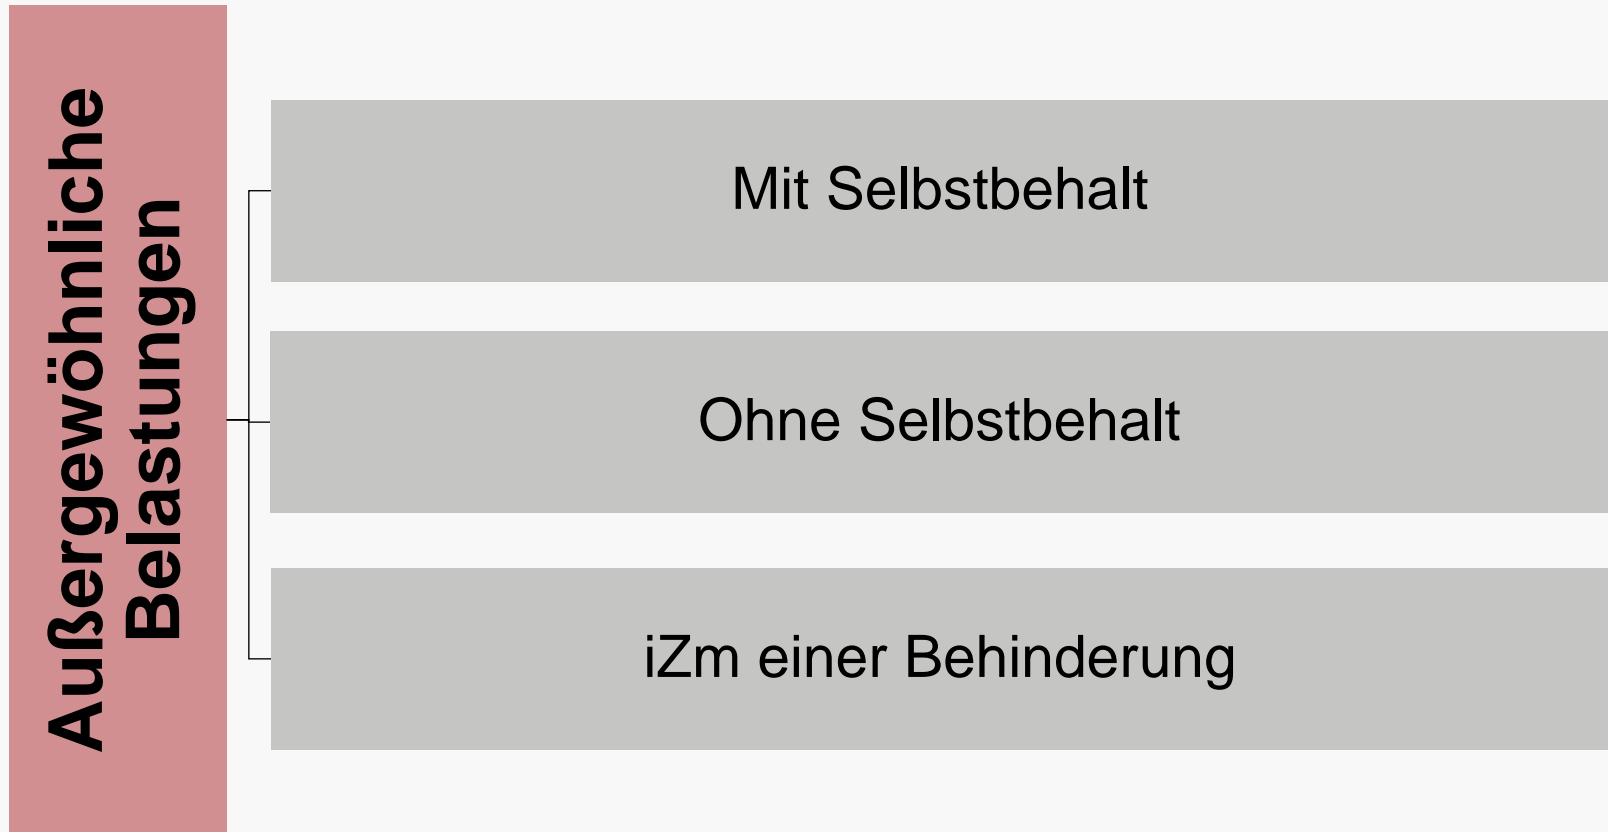 Außergewöhnliche
Belastungen
Mit Selbstbehalt
Ohne Selbstbehalt
iZm einer Behinderung